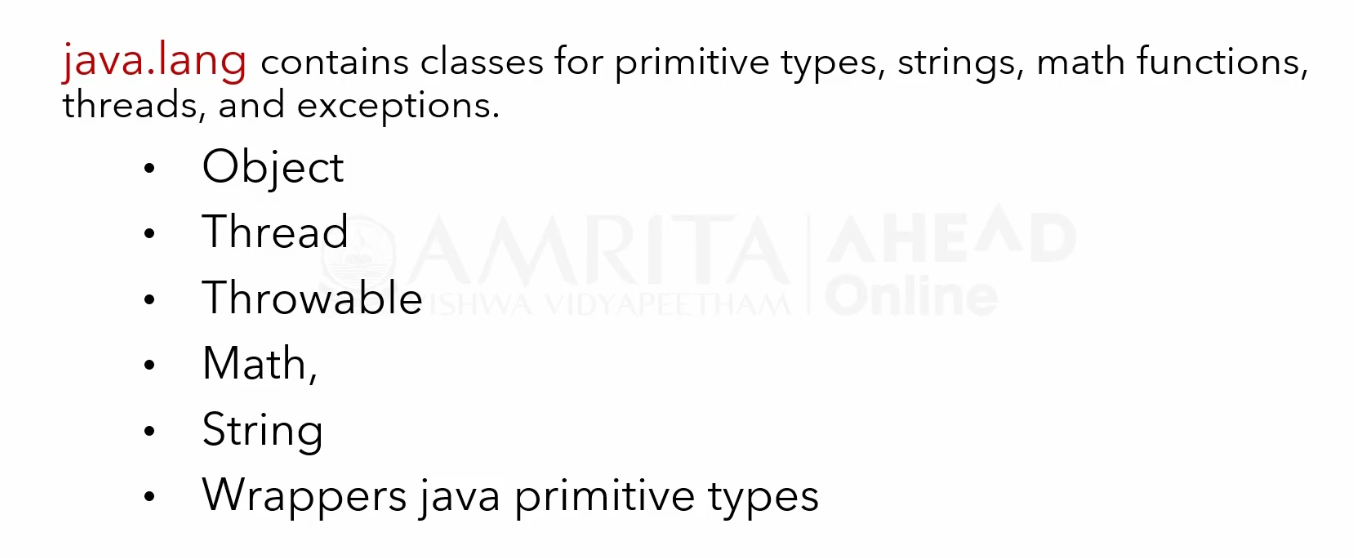 java.lang contains classes for primitive types, strings, math functions,
threads, and exceptions.
• Object
• Thread
• Throwable
• Math,
• String
• Wrappers java primitive types
AMRITA
ISHWA VIDYAPEETHAM
AHEAD
Online